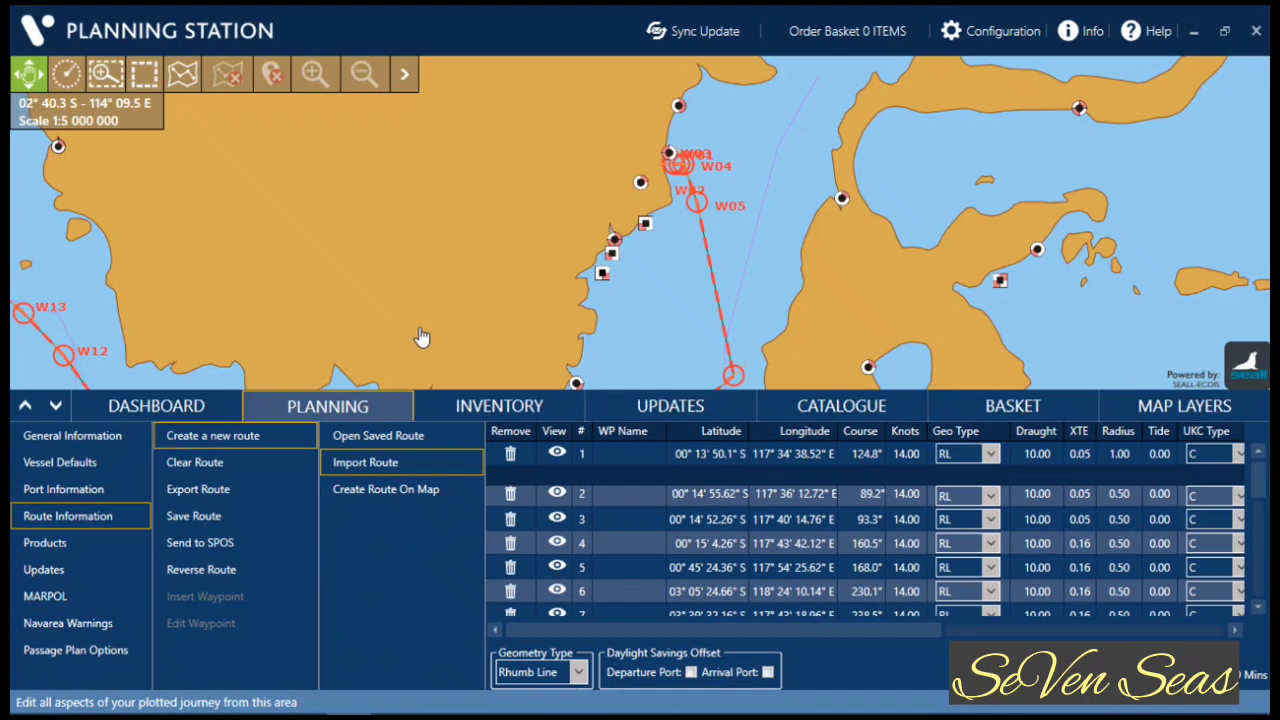 PLANNING STATION
Sync Update
Order Basket 0 ITEMS
Configuration
Info
Help
02° 40.3 S - 114° 09.5 E
Scale 1:5 000 000
W04
W02
W05
W13
W12
Powered by:
seall
SEALL-ECDIS
DASHBOARD PLANNING INVENTORY UPDATES CATALOGUE BASKET MAP LAYERS
General Information
Vessel Defaults
Port Information
Route Information
Products
Updates
MARPOL
Navarea Warnings
Passage Plan Options
Create a new route
Clear Route
Export Route
Save Route
Send to SPOS
Reverse Route
Insert Waypoint
Edit Waypoint
Open Saved Route
Import Route
Create Route On Map
Remove View # WP Name Latitude Longitude Course Knots Geo Type Draught XTE Radius Tide UKC Type
1 00° 13' 50.1" S 117° 34' 38.52" E 124.8° 14.00 RL 10.00 0.05 1.00 0.00 C
2 00° 14' 55.62" S 117° 36' 12.72" E 89.2° 14.00 RL 10.00 0.05 0.50 0.00 C
3 00° 14' 52.26" S 117° 40' 14.76" E 93.3° 14.00 RL 10.00 0.05 0.50 0.00 C
4 00° 15' 4.26" S 117° 43' 42.12" E 160.5° 14.00 RL 10.00 0.16 0.50 0.00 C
5 00° 45' 24.36" S 117° 54' 25.62" E 168.0° 14.00 RL 10.00 0.16 0.50 0.00 C
6 03° 05' 24.66" S 118° 24' 10.14" E 230.1° 14.00 RL 10.00 0.16 0.50 0.00 C
Geometry Type
Rhumb Line
Daylight Savings Offset
Departure Port: Arrival Port:
Mins
SeVen Seas
Edit all aspects of your plotted journey from this area